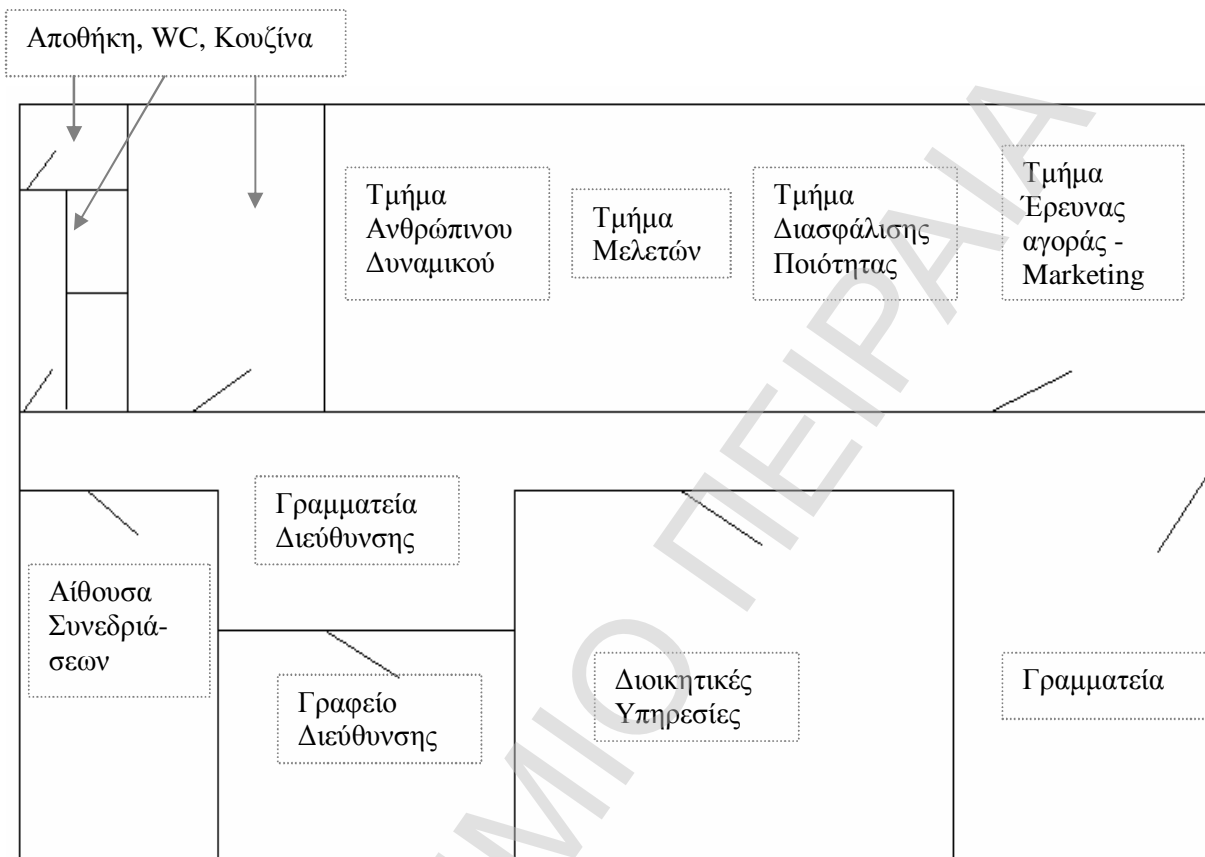 Αποθήκη, WC, Κουζίνα
Τμήμα
Ανθρώπινου
Δυναμικού
Τμήμα
Μελετών
Τμήμα
Διασφάλισης
Ποιότητας
Τμήμα
Έρευνας
αγοράς -
Marketing
Γραμματεία
Διεύθυνσης
Αίθουσα
Συνεδριά-
σεων
Γραφείο
Διεύθυνσης
Διοικητικές
Υπηρεσίες
Γραμματεία
ΜΙΟ ΠΕΙΡΑΙΑ